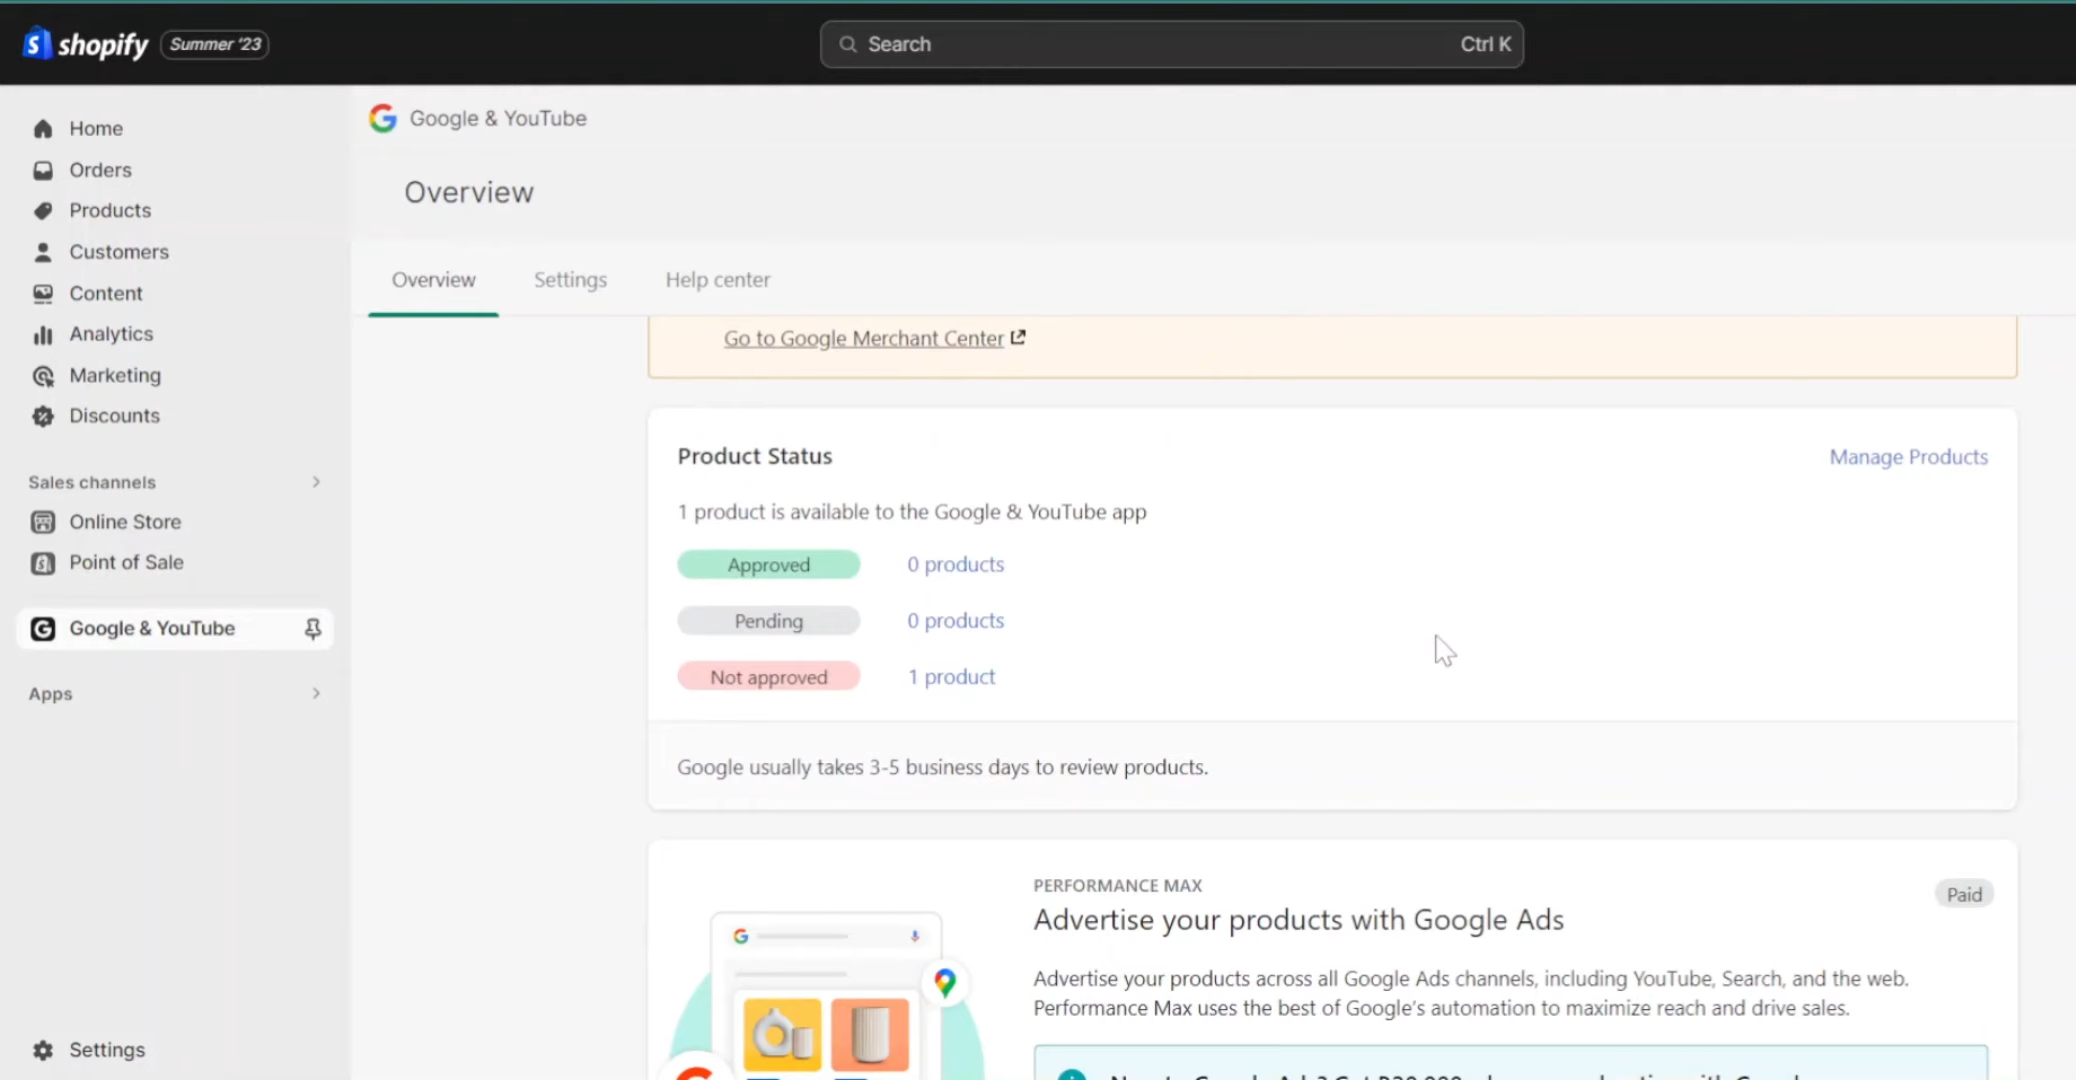 shopify Summer '23
Search Ctrl K
Home
Orders
Products
Customers
Content
Analytics
Marketing
Discounts
Sales channels
Online Store
Point of Sale
Google & YouTube
Apps
Settings
Google & YouTube
Overview
Overview Settings Help center
Go to Google Merchant Center
Product Status Manage Products
1 product is available to the Google & YouTube app
Approved 0 products
Pending 0 products
Not approved 1 product
Google usually takes 3-5 business days to review products.
PERFORMANCE MAX
Paid
Advertise your products with Google Ads
Advertise your products across all Google Ads channels, including YouTube, Search, and the web.
Performance Max uses the best of Google's automation to maximize reach and drive sales.